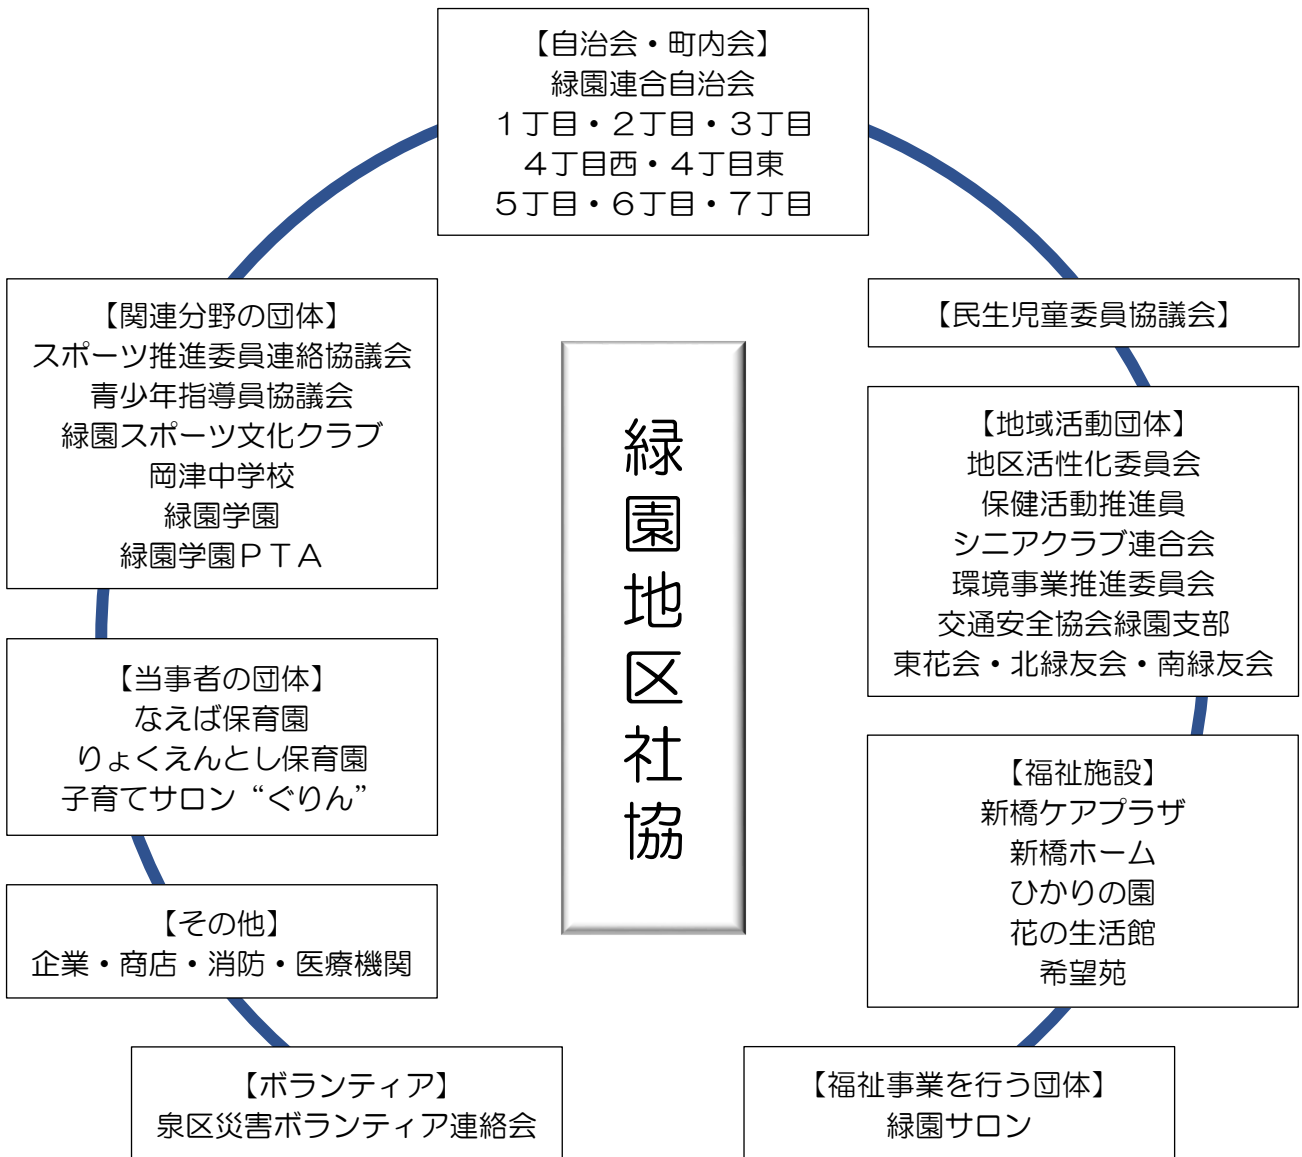 【自治会・町内会】
緑園連合自治会
１丁目・２丁目・３丁目
４丁目西・４丁目東
５丁目・６丁目・７丁目
【関連分野の団体】
スポーツ推進委員連絡協議会
青少年指導員協議会
緑園スポーツ文化クラブ
岡津中学校
緑園学園
緑園学園ＰＴＡ
【当事者の団体】
なえば保育園
りょくえんとし保育園
子育てサロン“ぐりん”
【その他】
企業・商店・消防・医療機関
【ボランティア】
泉区災害ボランティア連絡会
緑園地区社協
【民生児童委員協議会】
【地域活動団体】
地区活性化委員会
保健活動推進員
シニアクラブ連合会
環境事業推進委員会
交通安全協会緑園支部
東花会・北緑友会・南緑友会
【福祉施設】
新橋ケアプラザ
新橋ホーム
ひかりの園
花の生活館
希望苑
【福祉事業を行う団体】
緑園サロン